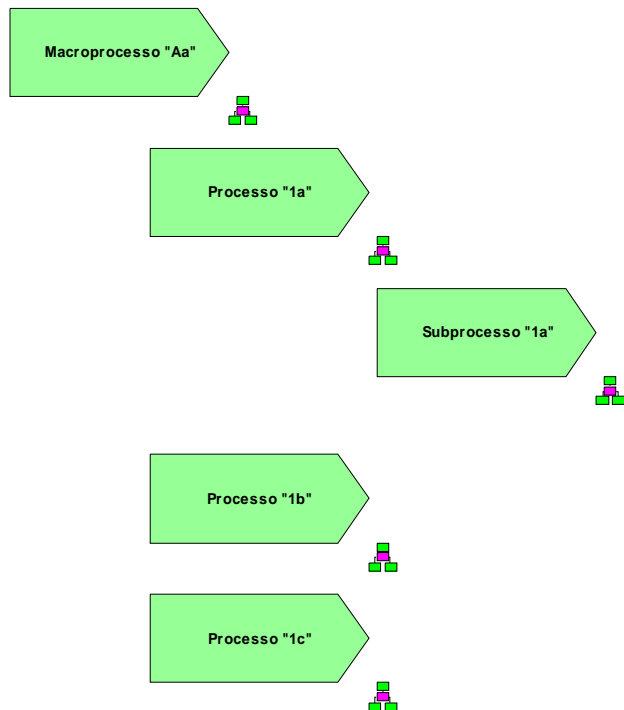 Macroprocesso "Aa"
Processo "1a"
Subprocesso "1a"
Processo "1b"
Processo "1c"